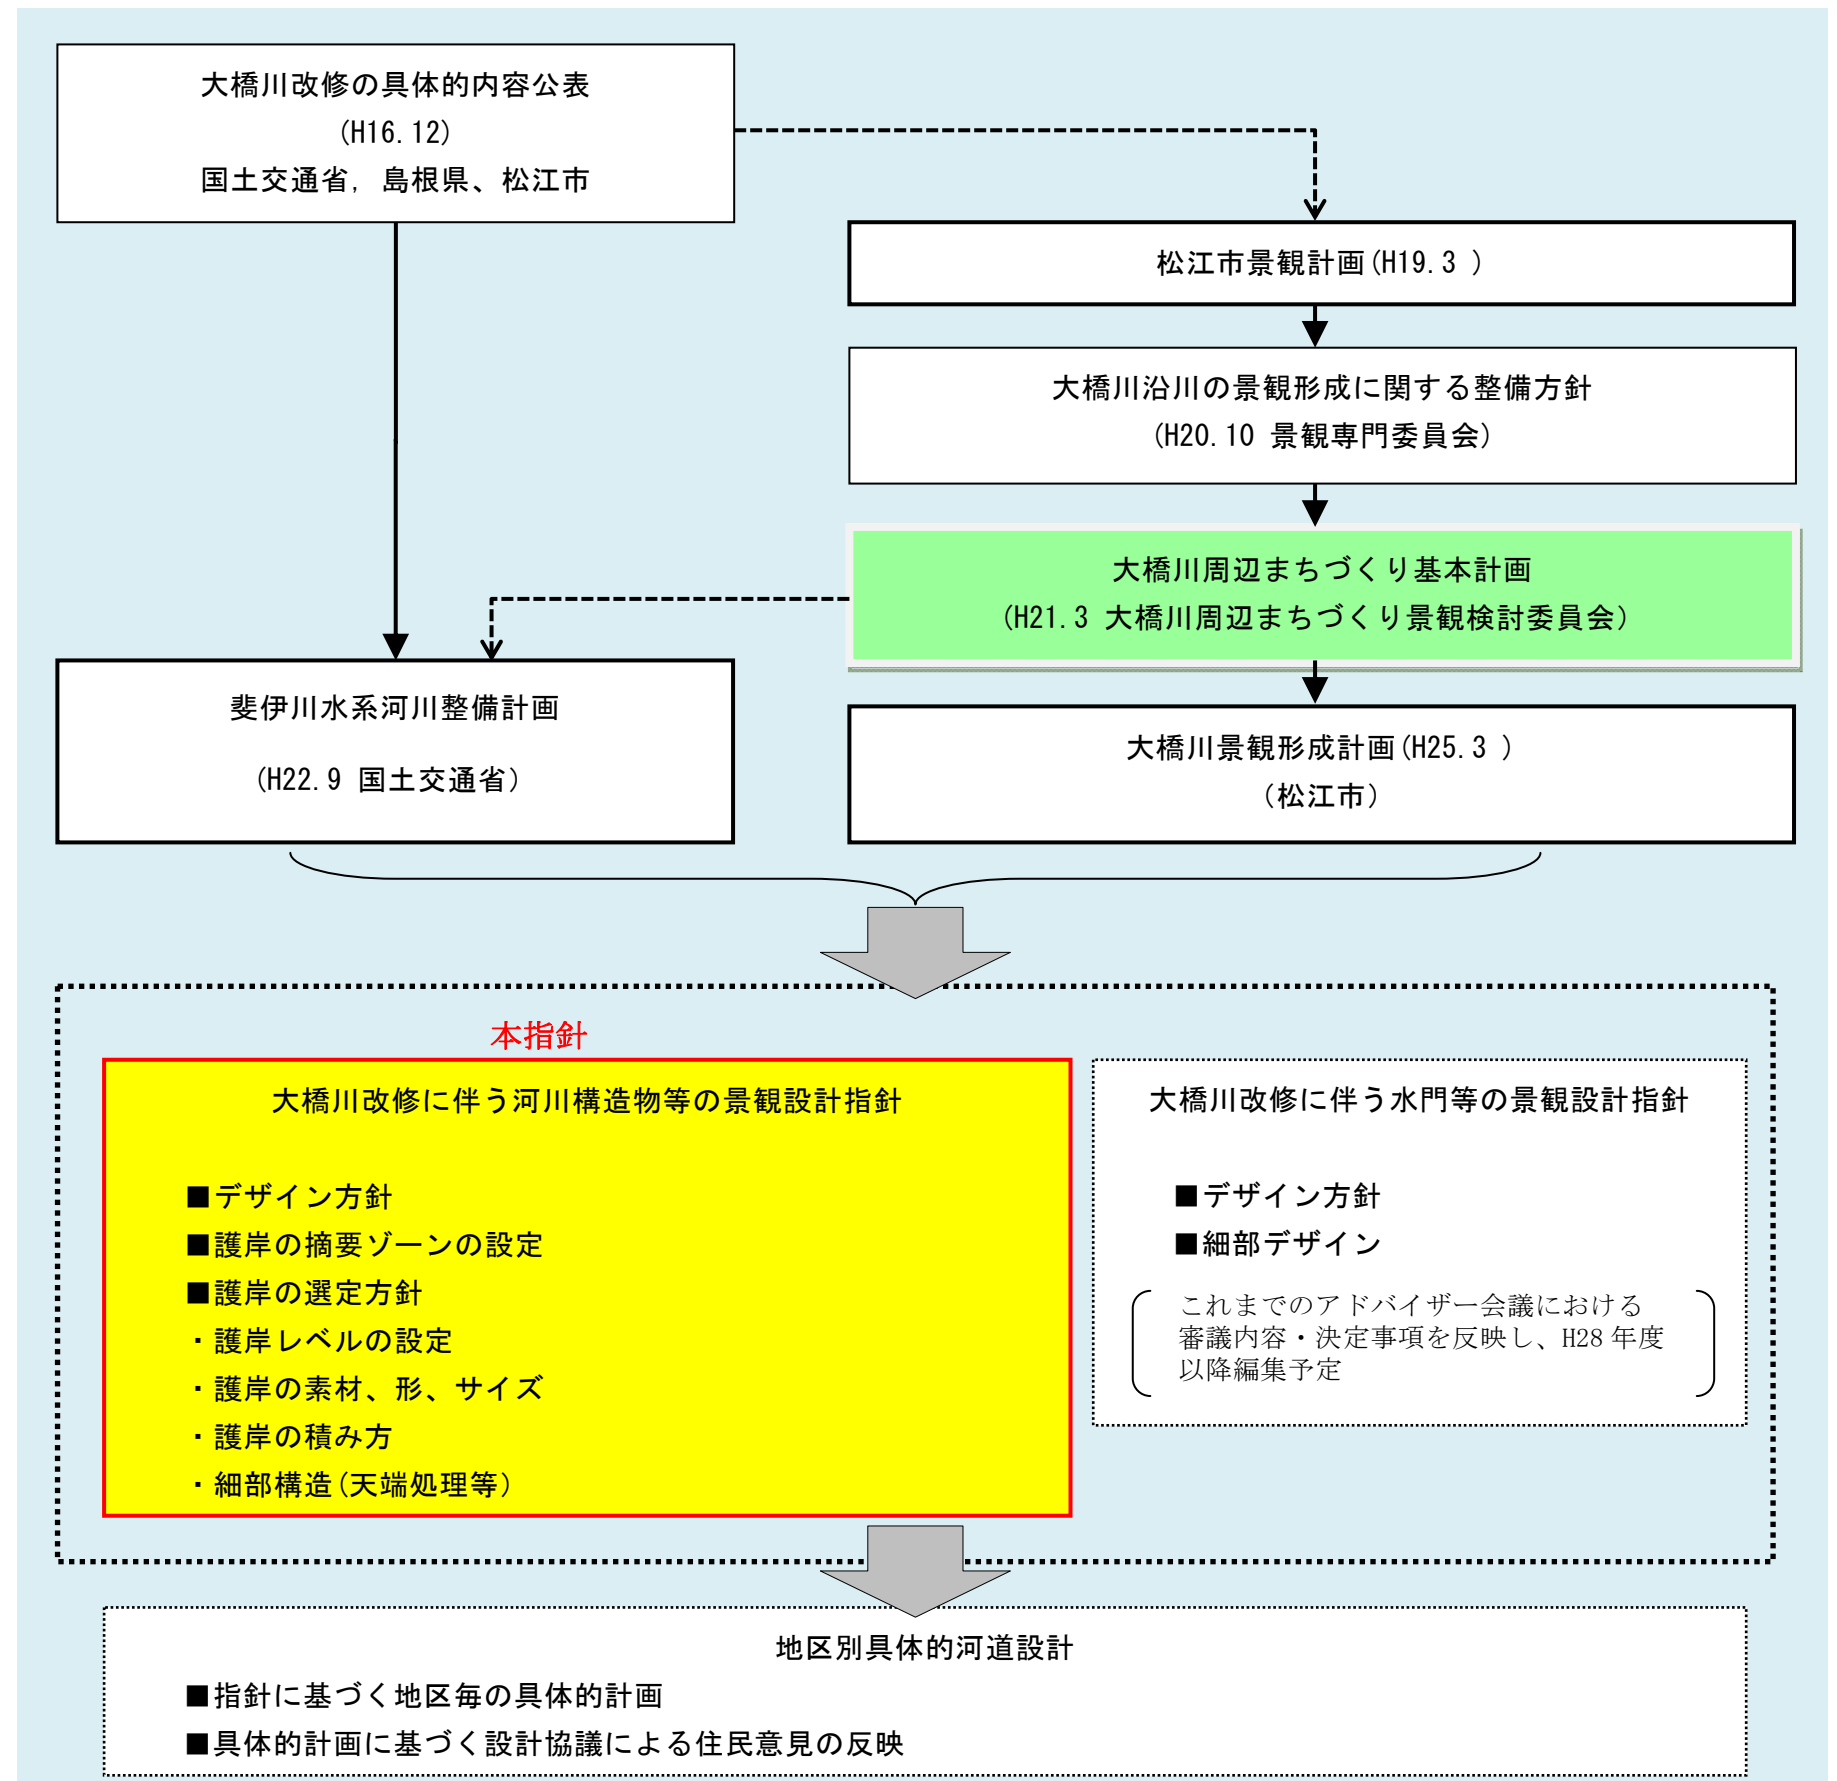 大橋川改修の具体的内容公表
(H16.12)
国土交通省，島根県、松江市
松江市景観計画(H19.3 )
大橋川沿川の景観形成に関する整備方針
(H20.10 景観専門委員会)
大橋川周辺まちづくり基本計画
(H21.3 大橋川周辺まちづくり景観検討委員会)
斐伊川水系河川整備計画
(H22.9 国土交通省)
大橋川景観形成計画(H25.3 )
（松江市）
本指針
大橋川改修に伴う河川構造物等の景観設計指針
■デザイン方針
■護岸の摘要ゾーンの設定
■護岸の選定方針
・護岸レベルの設定
・護岸の素材、形、サイズ
・護岸の積み方
・細部構造(天端処理等)
大橋川改修に伴う水門等の景観設計指針
■デザイン方針
■細部デザイン
これまでのアドバイザー会議における
審議内容・決定事項を反映し、H28 年度
以降編集予定
地区別具体的河道設計
■指針に基づく地区毎の具体的計画
■具体的計画に基づく設計協議による住民意見の反映